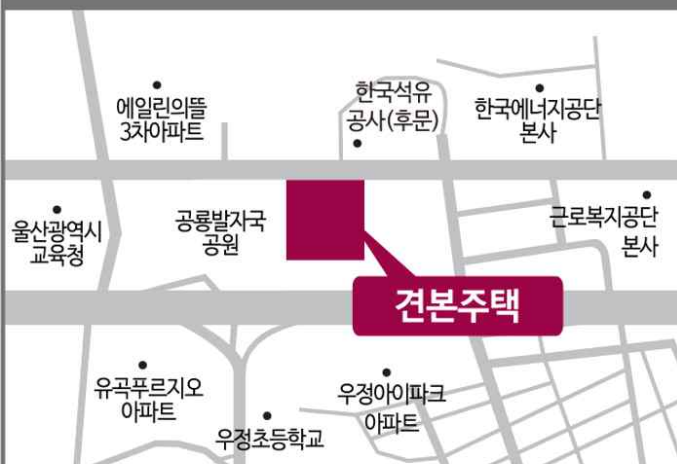 에일린의뜰
3차아파트
한국석유
공사(후문)
한국에너지공단
본사
울산광역시
교육청
공룡발자국
공원
근로복지공단
본사
견본주택
유곡푸르지오
아파트
우정초등학교
우정아이파크
아파트